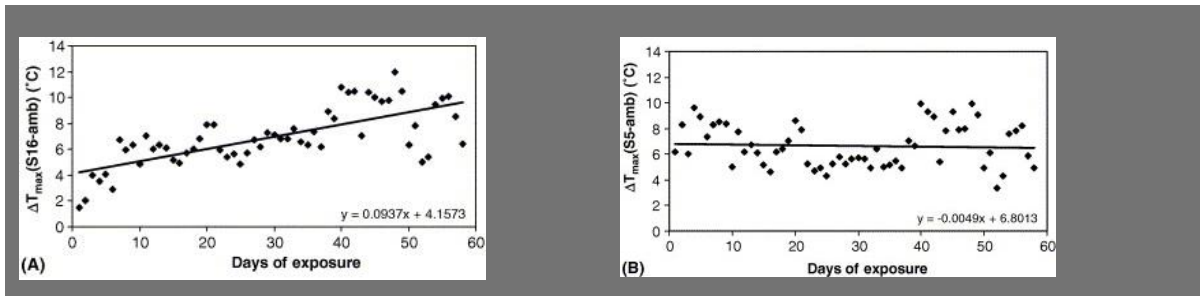 14
12
10
8
6
4
2
0
ΔTmax(S16-amb) (˚C)
y = 0.0937x + 4.1573
0 10 20 30 40 50 60
(A)
Days of exposure
14
12
10
8
6
4
2
0
ΔTmax(S5-amb) (˚C)
y = -0.0049x + 6.8013
0 10 20 30 40 50 60
(B)
Days of exposure